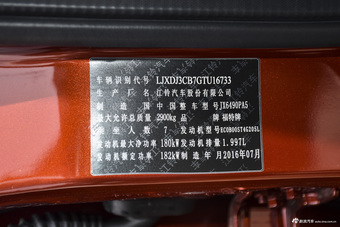 车辆识别代号 LJXDJ3CB7GTU16733
生产厂名 江铃汽车股份有限公司
制造国 中国 整车型号 JX6490PA5
最大允许总质量 2900kg 品牌 福特牌
乘坐人数 7 发动机型号
发动机最大净功率 180kW 发动机排量 1.997L
发动机额定功率 182kW 制造年月 2016年07月